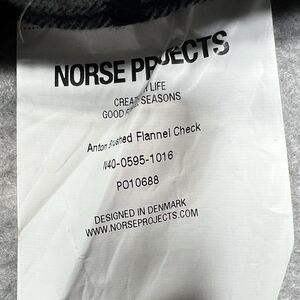 NORSE PROJECTS
LIFE
CREATE SEASONS
GOOD
Anton Brushed Flannel Check
N40-0595-1016
PO10688
DESIGNED IN DENMARK
WWW.NORSEPROJECTS.COM